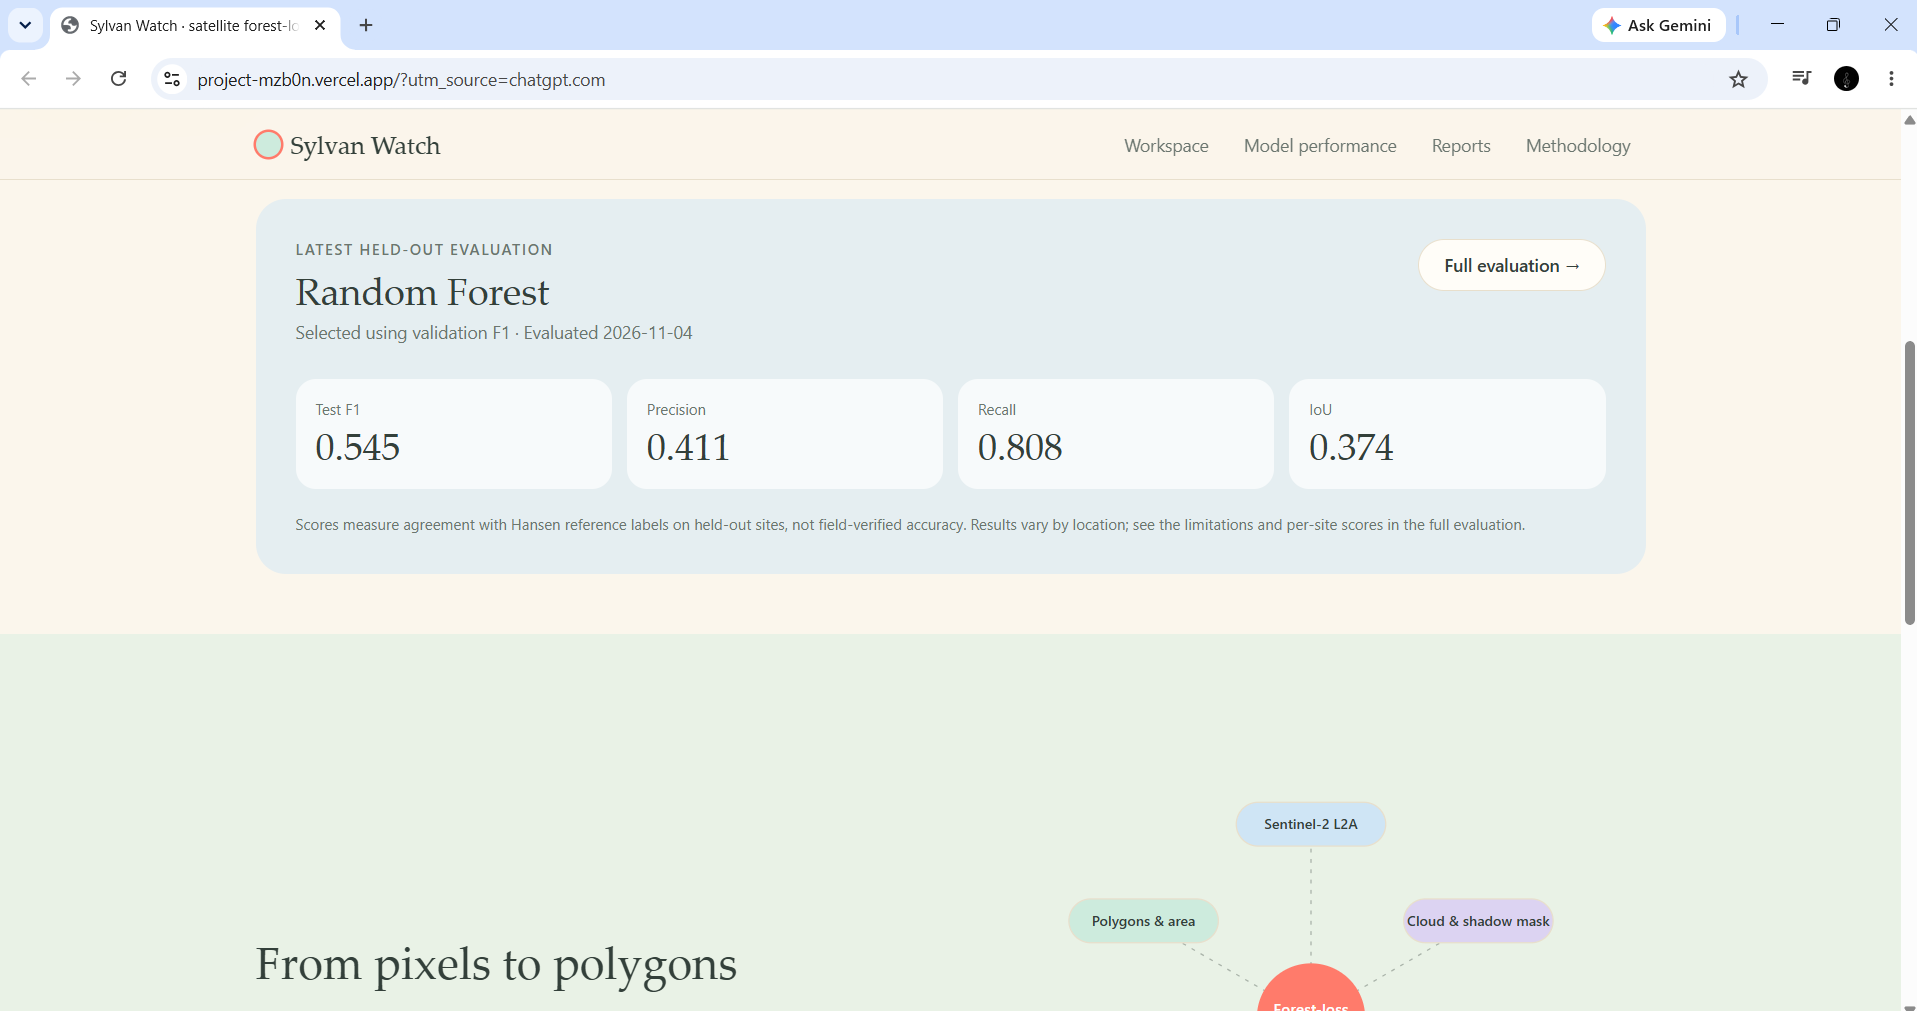 Sylvan Watch · satellite forest-lo
Ask Gemini
project-mzb0n.vercel.app/?utm_source=chatgpt.com
Sylvan Watch
Workspace
Model performance
Reports
Methodology
LATEST HELD-OUT EVALUATION
Random Forest
Selected using validation F1 · Evaluated 2026-11-04
Full evaluation →
Test F1
0.545
Precision
0.411
Recall
0.808
IoU
0.374
Scores measure agreement with Hansen reference labels on held-out sites, not field-verified accuracy. Results vary by location; see the limitations and per-site scores in the full evaluation.
Sentinel-2 L2A
Polygons & area
Cloud & shadow mask
From pixels to polygons
Forest-loss